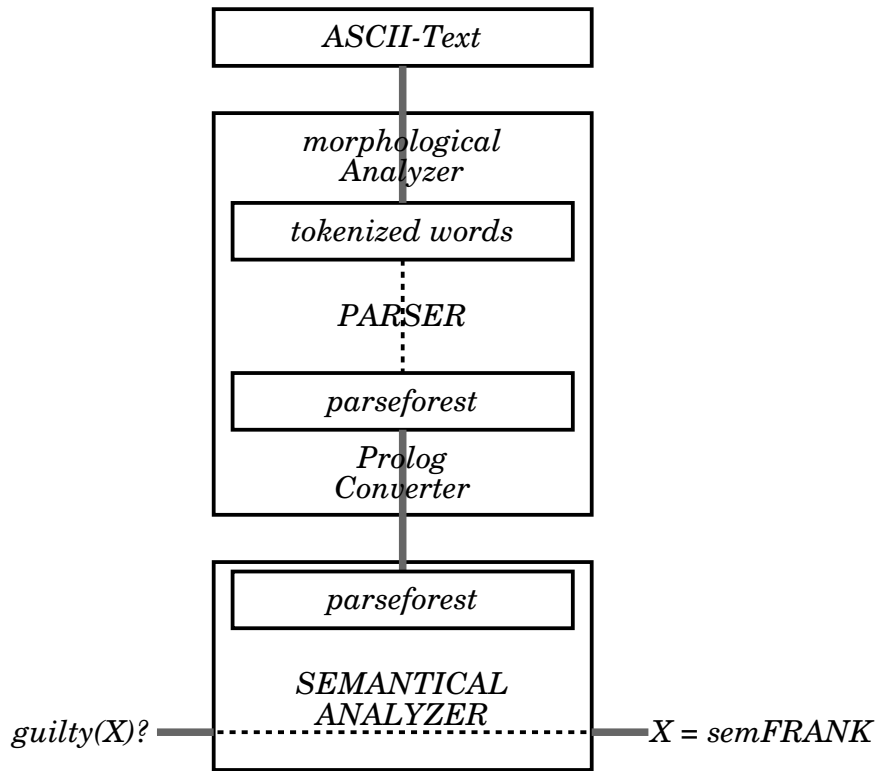 ASCII-Text
morphological
Analyzer
tokenized words
PARSER
parseforest
Prolog
Converter
parseforest
SEMANTICAL
ANALYZER
guilty(X)?
X = semFRANK